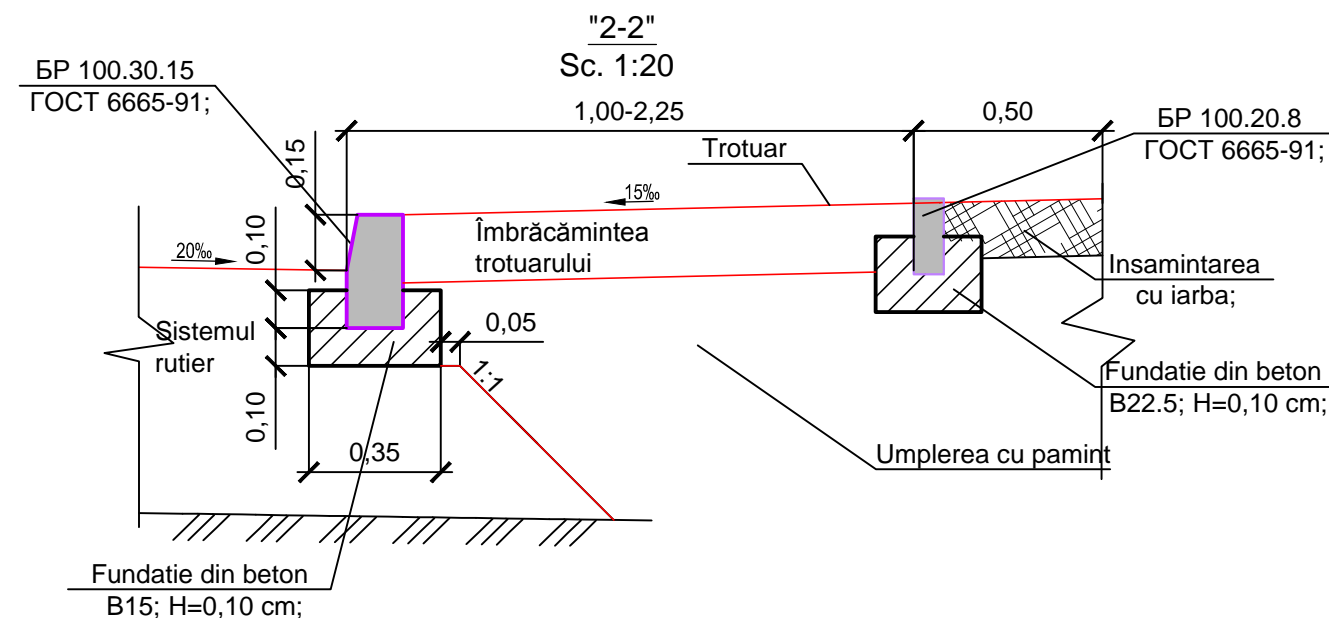 "2-2"
Sc. 1:20
БР 100.30.15
ГОСТ 6665-91;
1,00-2,25
0,50
БР 100.20.8
ГОСТ 6665-91;
Trotuar
0,15
15‰
0,10
20‰
Îmbrăcămintea
trotuarului
Insamintarea
cu iarba;
Sistemul
rutier
0,05
1:1
0,10
0,35
Fundatie din beton
B22.5; H=0,10 cm;
Umplerea cu pamint
Fundatie din beton
B15; H=0,10 cm;